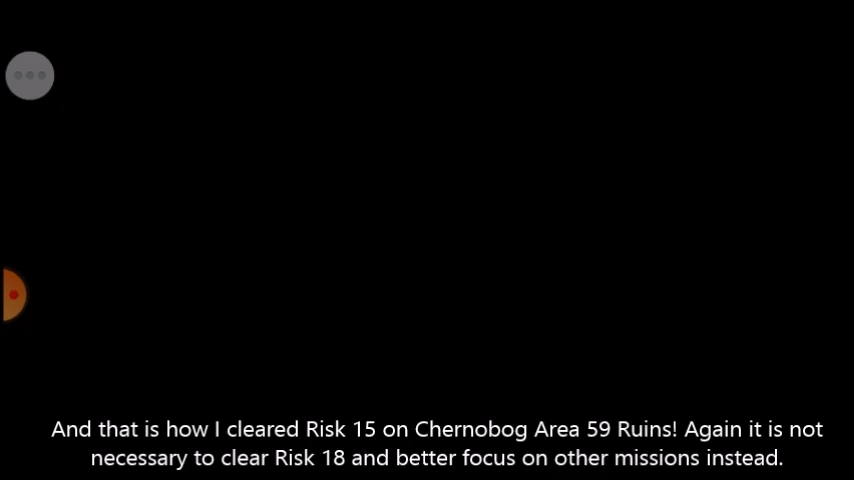 And that is how I cleared Risk 15 on Chernobog Area 59 Ruins! Again it is not
necessary to clear Risk 18 and better focus on other missions instead.